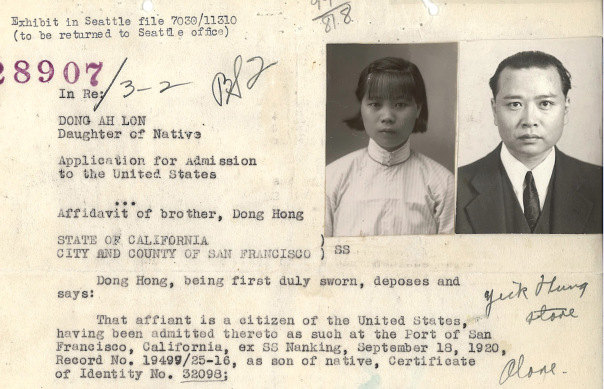 Exhibit in Seattle file 7030/11310
(to be returned to Seattle office)
81.8.
28907/3-2
In Re:
DONG AH LON
Daughter of Native
Application for Admission
to the United States
•••
Affidavit of brother, Dong Hong
STATE OF CALIFORNIA
CITY AND COUNTY OF SAN FRANCISCO } SS
Dong Hong, being first duly sworn, deposes and
says:
That affiant is a citizen of the United States,
having been admitted thereto as such at the Port of San
Francisco, California, ex SS Nanking, September 18, 1920,
Record No. 19499/25-16, as son of native, Certificate
of Identity No. 32098;
Yick Hung
store